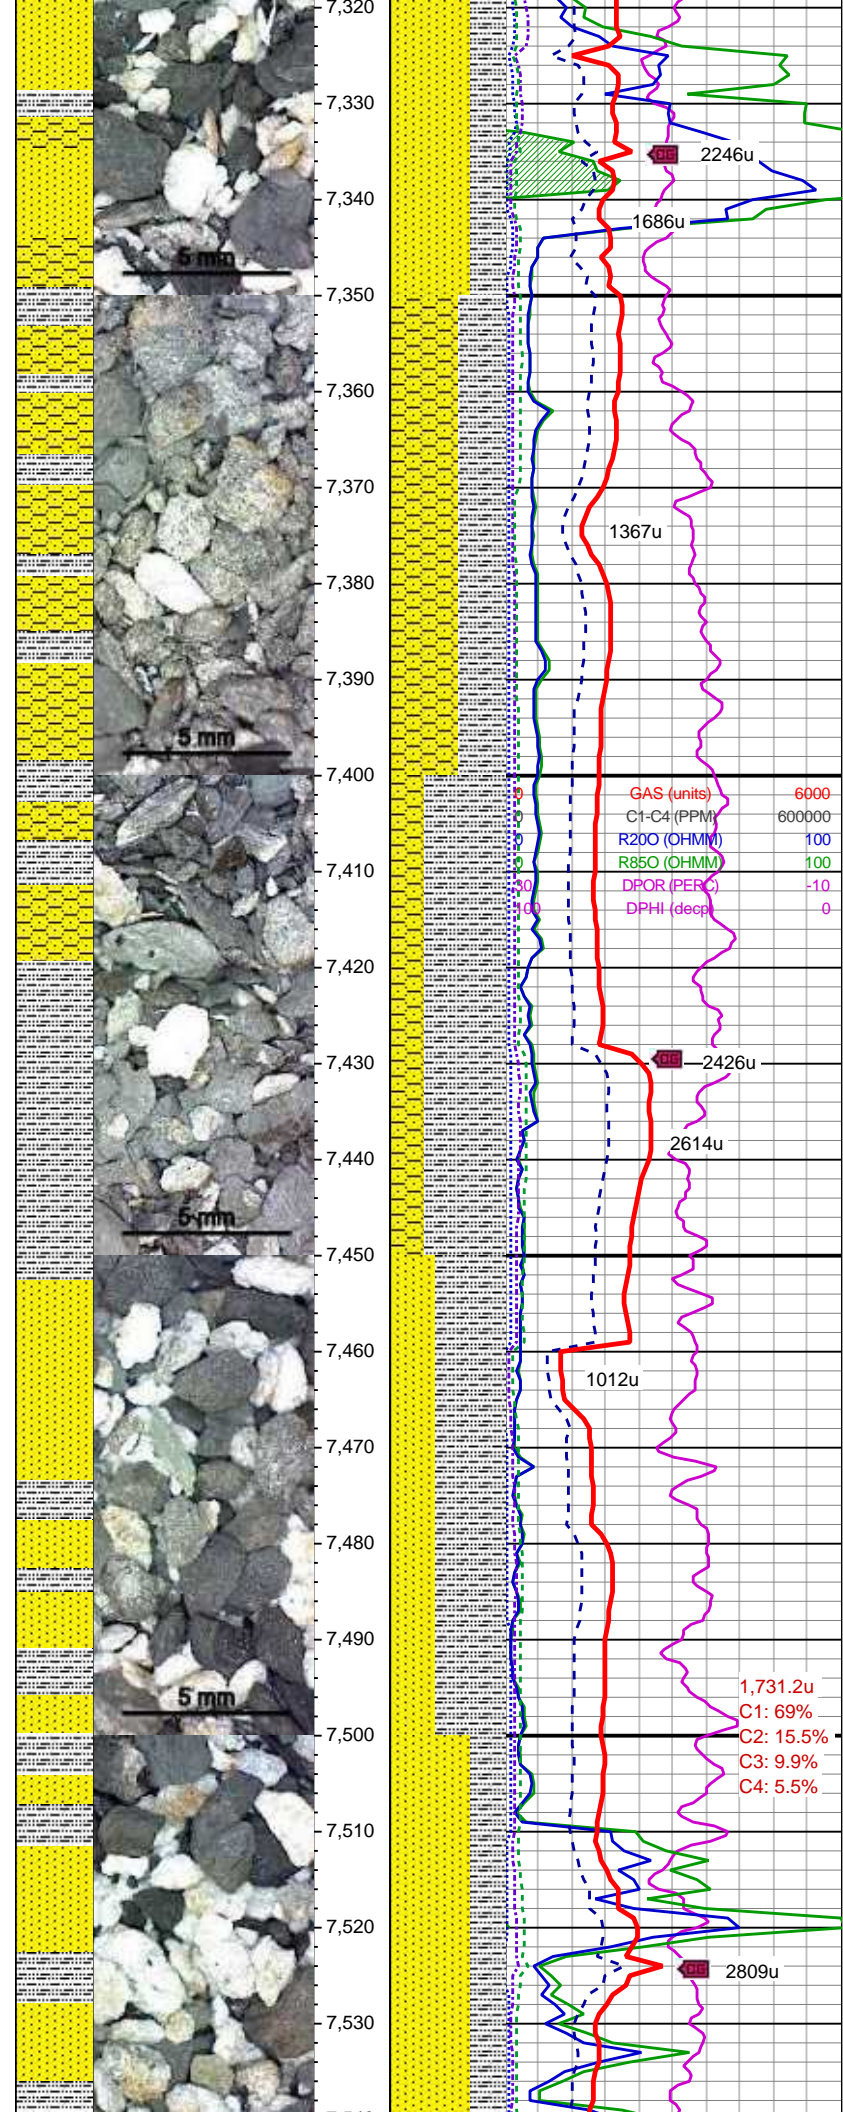 7,320
7,330
CG 2246u
7,340
1686u
5 mm
7,350
7,360
7,370
1367u
7,380
7,390
5 mm
7,400
0 GAS (units) 6000
0 C1-C4 (PPM) 600000
0 R20O (OHMM) 100
0 R85O (OHMM) 100
7,410
30 DPOR (PERC) -10
100 DPHI (decp) 0
7,420
7,430
CG 2426u
2614u
7,440
5 mm
7,450
7,460
1012u
7,470
7,480
7,490
1,731.2u
C1: 69%
5 mm
7,500
C2: 15.5%
C3: 9.9%
C4: 5.5%
7,510
7,520
CG 2809u
7,530